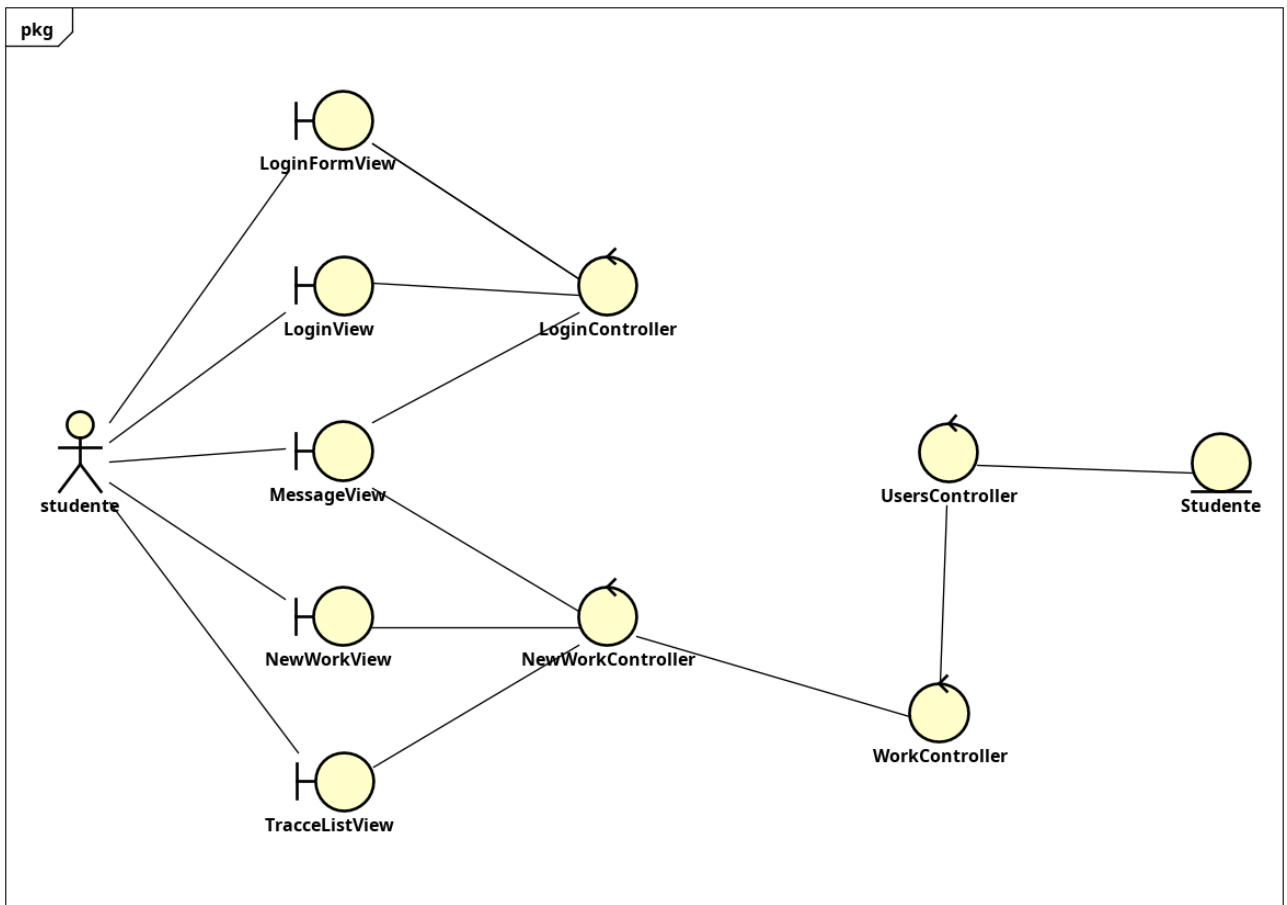 pkg
LoginFormView
LoginView
LoginController
MessageView
studente
UsersController
Studente
NewWorkView
NewWorkController
WorkController
TracceListView